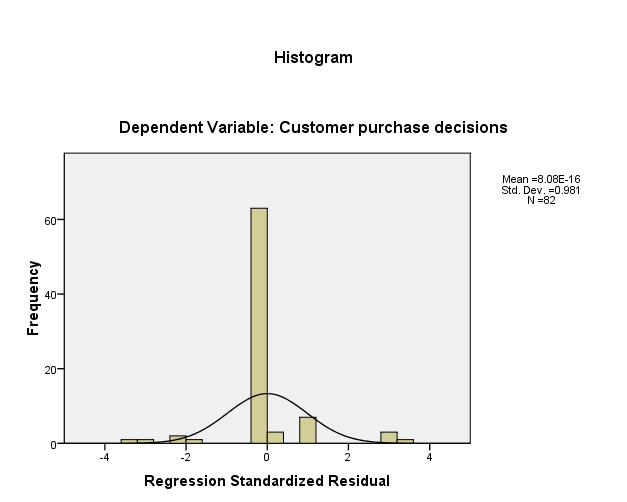 Histogram
Dependent Variable: Customer purchase decisions
Mean =8.08E-16
Std. Dev. =0.981
N =82
60
40
20
0
Frequency
-4 -2 0 2 4
Regression Standardized Residual